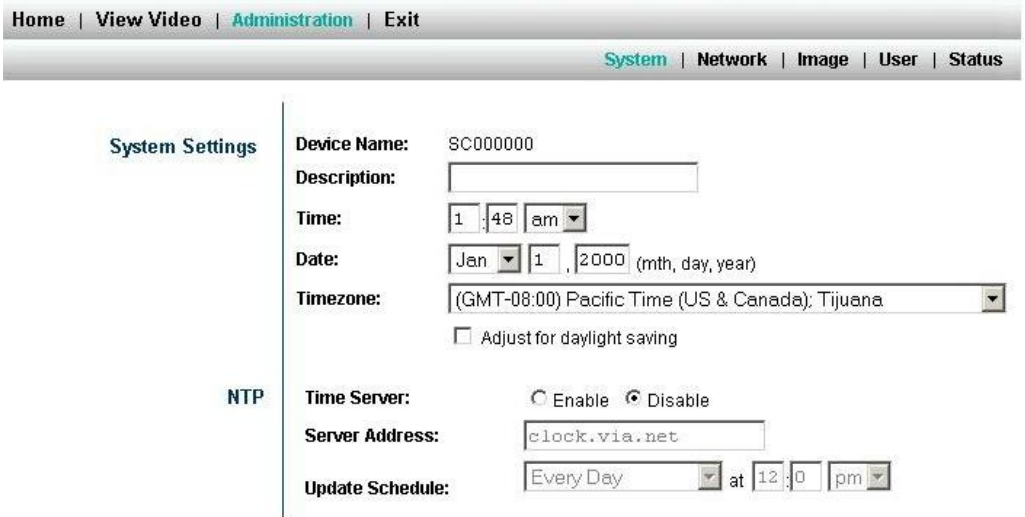 Home | View Video | Administration | Exit
System | Network | Image | User | Status
System Settings
Device Name: SC000000
Description:
Time: 1 : 48 am
Date: Jan 1 , 2000 (mth, day, year)
Timezone: (GMT-08:00) Pacific Time (US & Canada); Tijuana
Adjust for daylight saving
NTP
Time Server: Enable Disable
Server Address: clock.via.net
Update Schedule: Every Day at 12 : 0 pm